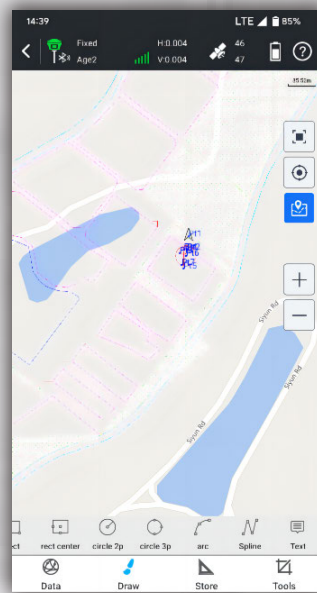 14:39 LTE 85%
Fixed H:0.004 46
Age2 V:0.004 47
Siyun Rd
Siyun Rd
Siyun Rd
rect center circle 2p circle 3p arc Spline Text
Data Draw Store Tools